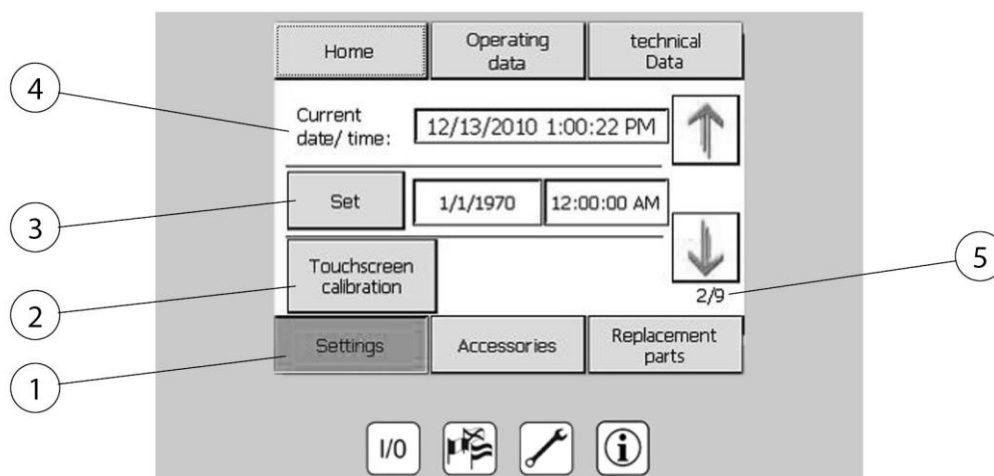 Home
Operating
data
technical
Data
4
Current
date/ time:
12/13/2010 1:00:22 PM
3
Set
1/1/1970
12:00:00 AM
5
Touchscreen
calibration
2
2/9
Settings
Accessories
Replacement
parts
1
I/0
i